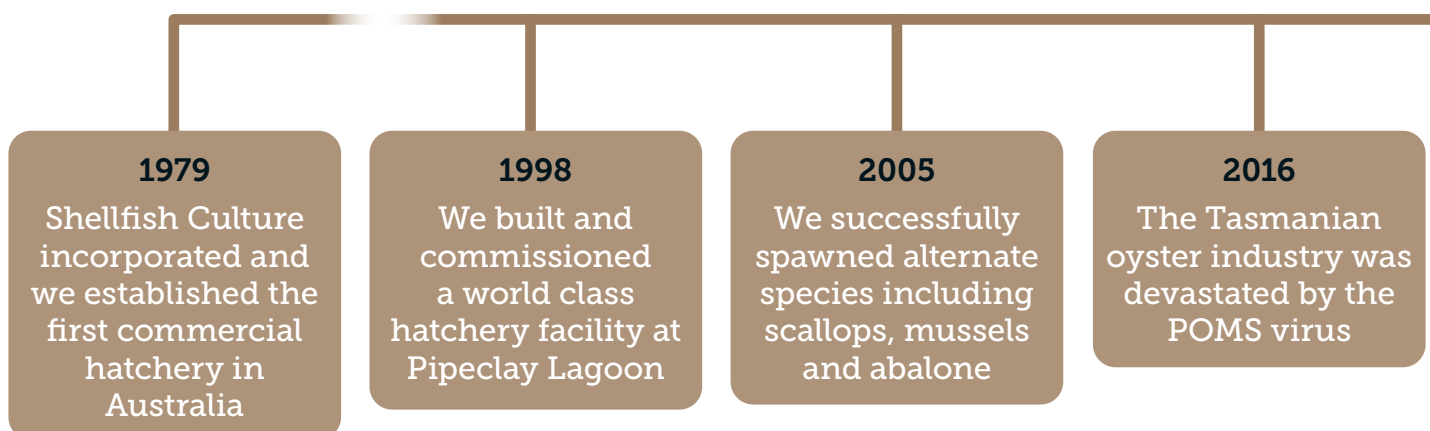 1979
Shellfish Culture
incorporated and
we established the
first commercial
hatchery in
Australia
1998
We built and
commissioned
a world class
hatchery facility at
Pipeclay Lagoon
2005
We successfully
spawned alternate
species including
scallops, mussels
and abalone
2016
The Tasmanian
oyster industry was
devastated by the
POMS virus